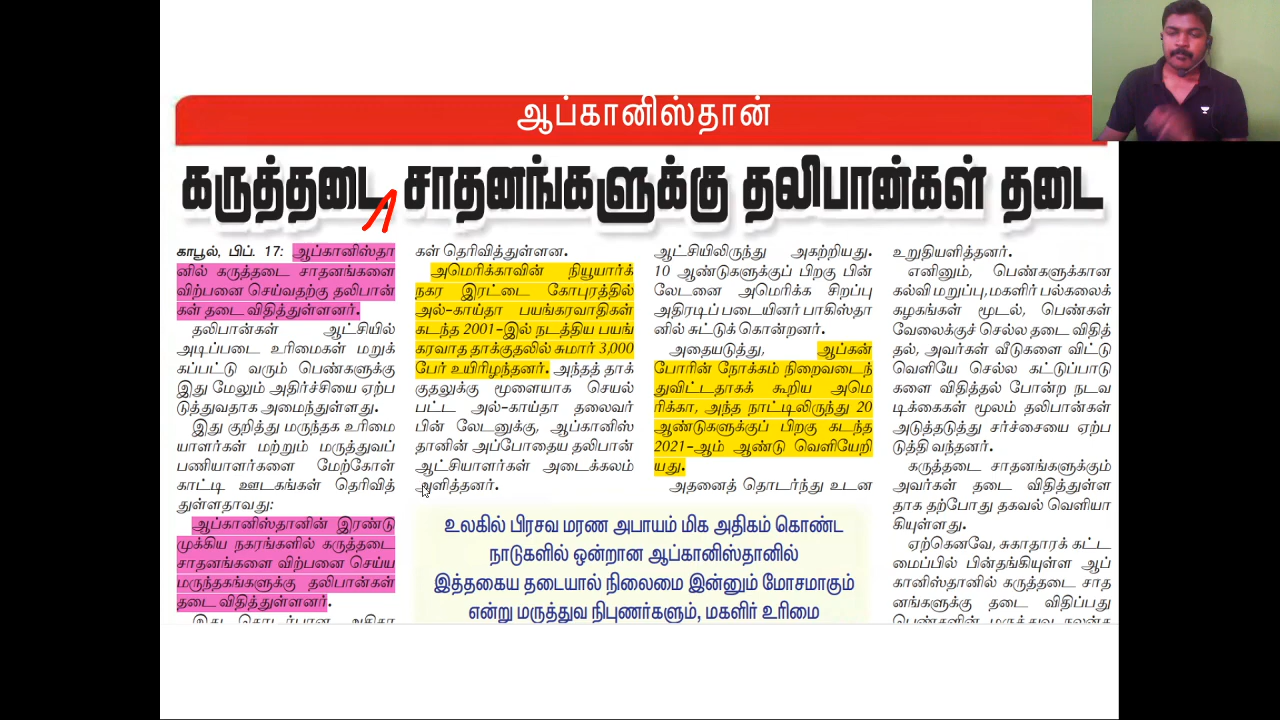 ஆப்கானிஸ்தான்
கருத்தடை சாதனங்களுக்கு தலிபான்கள் தடை
காபூல், பிப். 17: ஆப்கானிஸ்தா
னில் கருத்தடை சாதனங்களை
விற்பனை செய்வதற்கு தலிபான்
கள் தடை விதித்துள்ளனர்.
தலிபான்கள் ஆட்சியில்
அடிப்படை உரிமைகள் மறுக்
கப்பட்டு வரும் பெண்களுக்கு
இது மேலும் அதிர்ச்சியை ஏற்ப
டுத்துவதாக அமைந்துள்ளது.
இது குறித்து மருந்தக உரிமை
யாளர்கள் மற்றும் மருத்துவப்
பணியாளர்களை மேற்கோள்
காட்டி ஊடகங்கள் தெரிவித்
துள்ளதாவது:
ஆப்கானிஸ்தானின் இரண்டு
முக்கிய நகரங்களில் கருத்தடை
சாதனங்களை விற்பனை செய்ய
மருந்தகங்களுக்கு தலிபான்கள்
தடை விதித்துள்ளனர்.
கள் தெரிவித்துள்ளன.
அமெரிக்காவின் நியூயார்க்
நகர இரட்டை கோபுரத்தில்
அல்-காய்தா பயங்கரவாதிகள்
கடந்த 2001-இல் நடத்திய பயங்
கரவாத தாக்குதலில் சுமார் 3,000
பேர் உயிரிழந்தனர். அந்தத் தாக்
குதலுக்கு மூளையாக செயல்
பட்ட அல்-காய்தா தலைவர்
பின் லேடனுக்கு, ஆப்கானிஸ்
தானின் அப்போதைய தலிபான்
ஆட்சியாளர்கள் அடைக்கலம்
அளித்தனர்.
ஆட்சியிலிருந்து அகற்றியது.
10 ஆண்டுகளுக்குப் பிறகு பின்
லேடனை அமெரிக்க சிறப்பு
அதிரடிப் படையினர் பாகிஸ்தா
னில் சுட்டுக் கொன்றனர்.
அதையடுத்து, ஆப்கன்
போரின் நோக்கம் நிறைவடைந்
துவிட்டதாகக் கூறிய அமெ
ரிக்கா, அந்த நாட்டிலிருந்து 20
ஆண்டுகளுக்குப் பிறகு கடந்த
2021-ஆம் ஆண்டு வெளியேறி
யது.
அதனைத் தொடர்ந்து உடன
உலகில் பிரசவ மரண அபாயம் மிக அதிகம் கொண்ட
நாடுகளில் ஒன்றான ஆப்கானிஸ்தானில்
இத்தகைய தடையால் நிலைமை இன்னும் மோசமாகும்
என்று மருத்துவ நிபுணர்களும், மகளிர் உரிமை
உறுதியளித்தனர்.
எனினும், பெண்களுக்கான
கல்வி மறுப்பு,மகளிர் பல்கலைக்
கழகங்கள் மூடல், பெண்கள்
வேலைக்குச் செல்ல தடை விதித்
தல், அவர்கள் வீடுகளை விட்டு
வெளியே செல்ல கட்டுப்பாடு
களை விதித்தல் போன்ற நடவ
டிக்கைகள் மூலம் தலிபான்கள்
அடுத்தடுத்து சர்ச்சையை ஏற்ப
டுத்தி வந்தனர்.
கருத்தடை சாதனங்களுக்கும்
அவர்கள் தடை விதித்துள்ள
தாக தற்போது தகவல் வெளியா
கியுள்ளது.
ஏற்கெனவே, சுகாதாரக் கட்ட
மைப்பில் பின்தங்கியுள்ள ஆப்
கானிஸ்தானில் கருத்தடை சாத
னங்களுக்கு தடை விதிப்பது